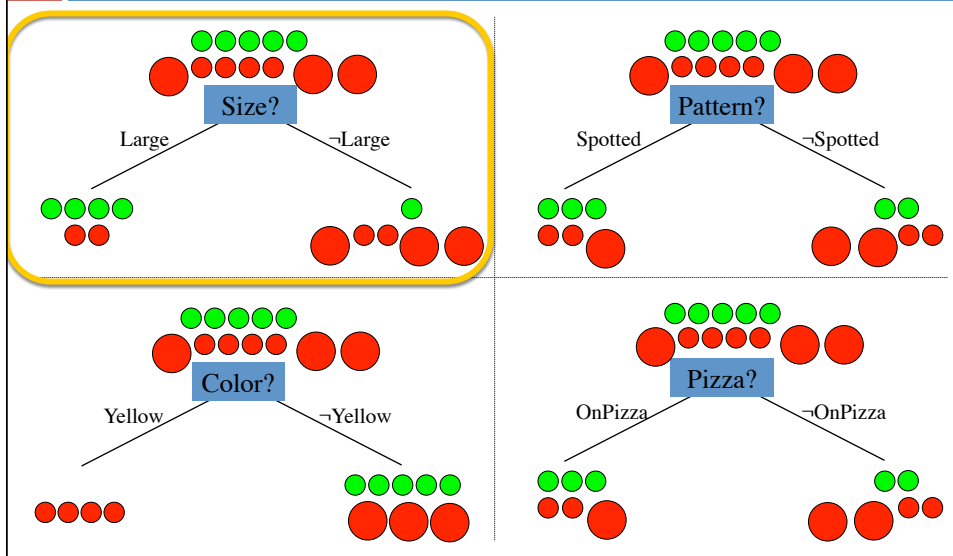 Size?
Large
¬Large
Pattern?
Spotted
¬Spotted
Color?
Yellow
¬Yellow
Pizza?
OnPizza
¬OnPizza